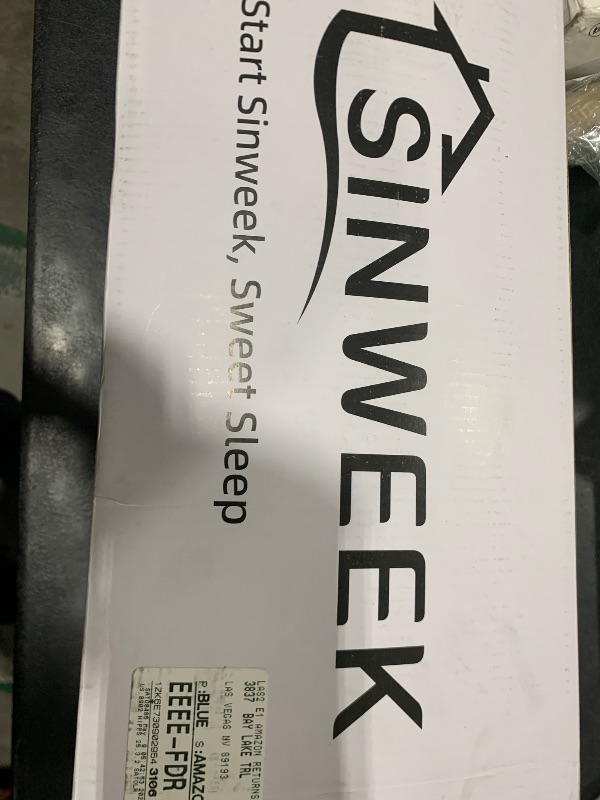 SINWEEK
Start Sinweek, Sweet Sleep
LAS2 E1 AMAZON RETURNS
3837 BAY LAKE TRL
LAS VEGAS NV 89193
P:BLUE S:AMAZO
EEEE-FDR
3106